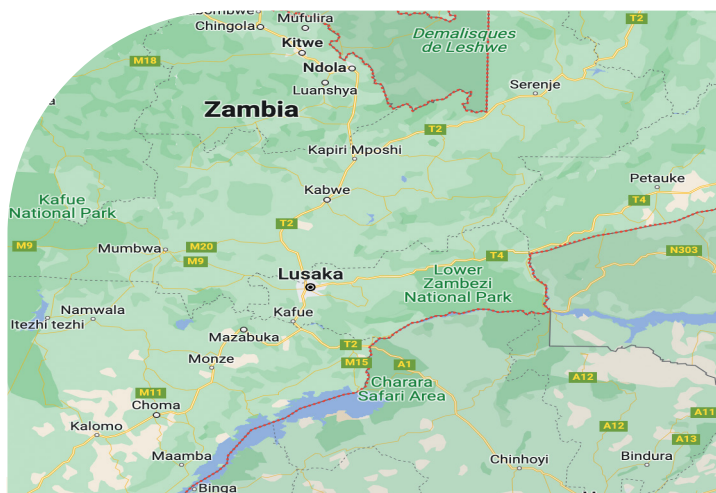 Mufulira
Chingola
Kitwe
Demalisques
de Leshwe
T2
M18
Ndola
Luanshya
Serenje
Zambia
T2
Kapiri Mposhi
Petauke
Kabwe
Kafue
National Park
T4
T2
M9
Mumbwa
M20
M9
T4
N303
Lusaka
Lower
Zambezi
National Park
Namwala
Itezhi tezhi
Kafue
Mazabuka
T2
Monze
M15
A1
Charara
Safari Area
A12
M11
Choma
A11
Kalomo
A12
A13
Maamba
Chinhoyi
Bindura
Binga